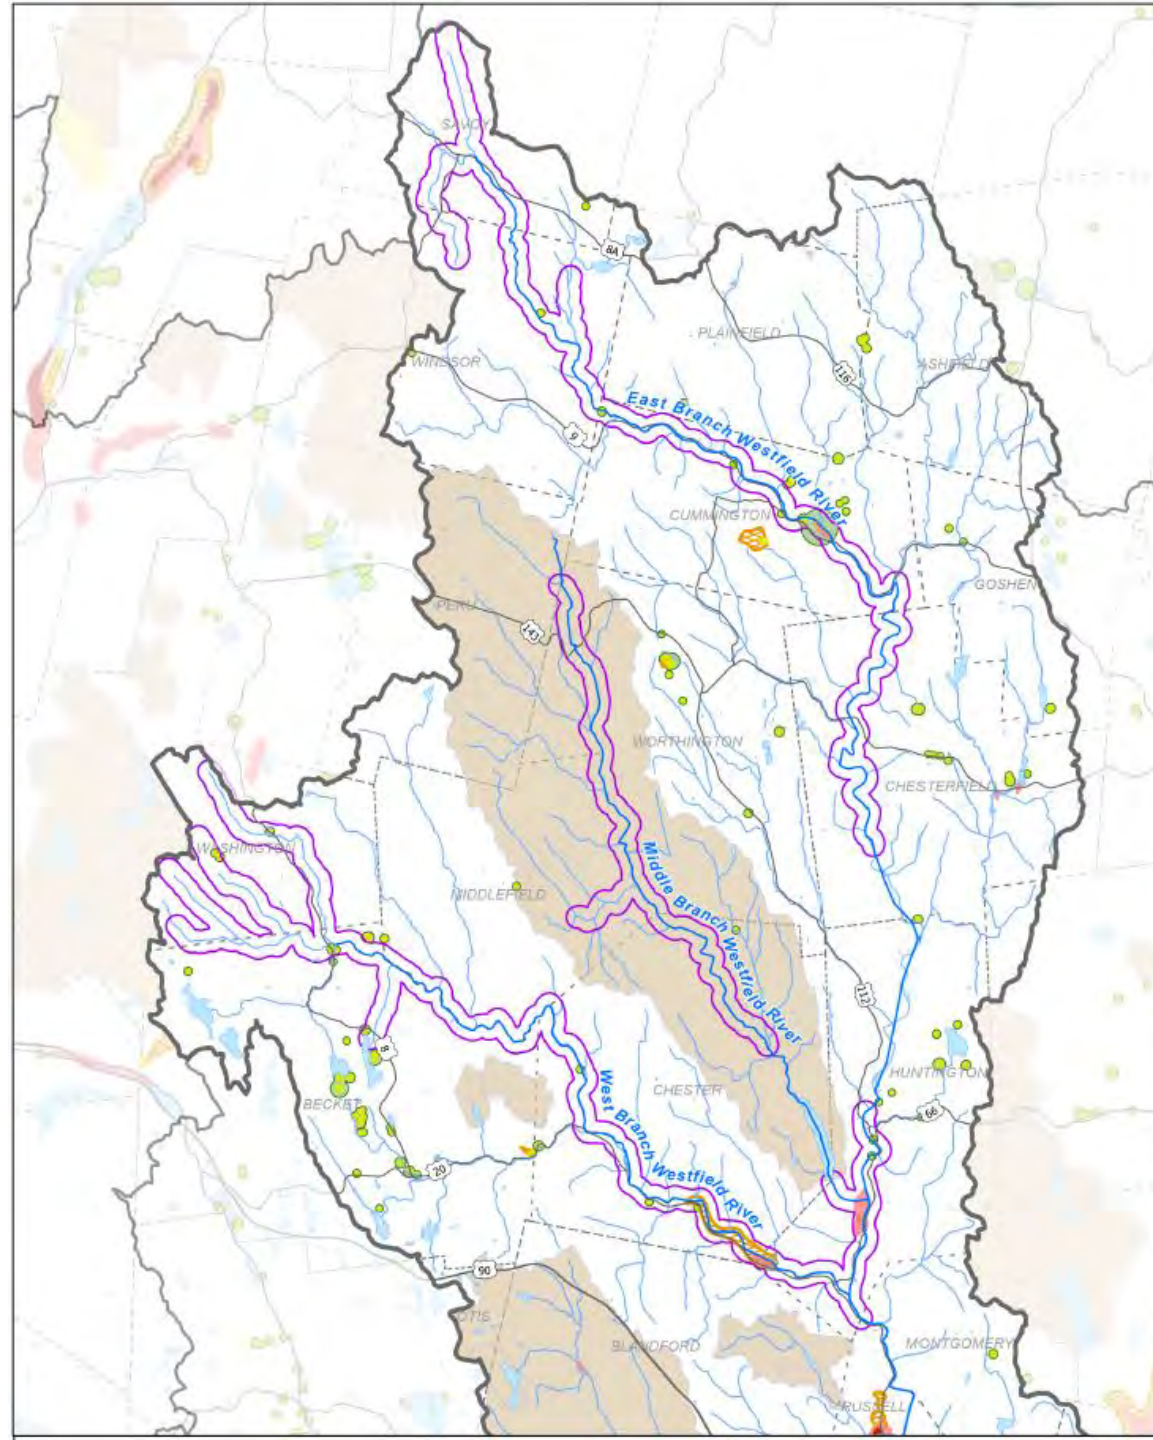 SAVOY
8A
PLAINFIELD
WINDSOR
ASHFIELD
116
East Branch Westfield River
9
CUMMINGTON
GOSHEN
PERU
143
WORTHINGTON
CHESTERFIELD
WASHINGTON
Middle Branch Westfield River
MIDDLEFIELD
112
8
HUNTINGTON
West Branch Westfield River
CHESTER
BECKET
66
20
90
OTIS
BLANDFORD
MONTGOMERY
RUSSELL